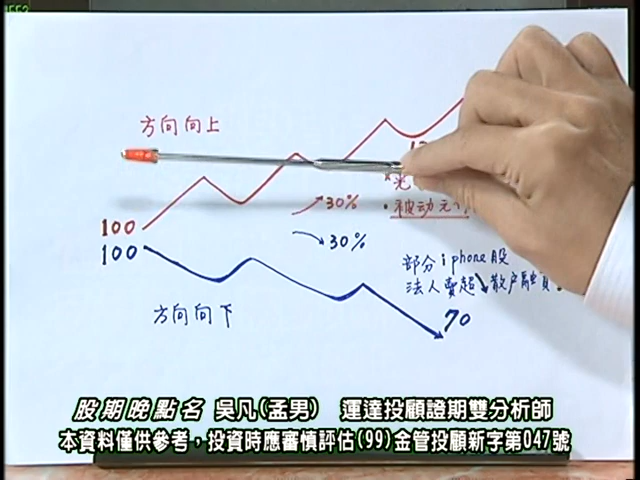 方向向上
*光
30%
•被动元
100
100
30%
部分iphone股
法人賣超↘散户融資
方向向下
70
股期晚點名 吳凡(孟男) 運達投顧證期雙分析師
本資料僅供參考，投資時應審慎評估(99)金管投顧新字第047號